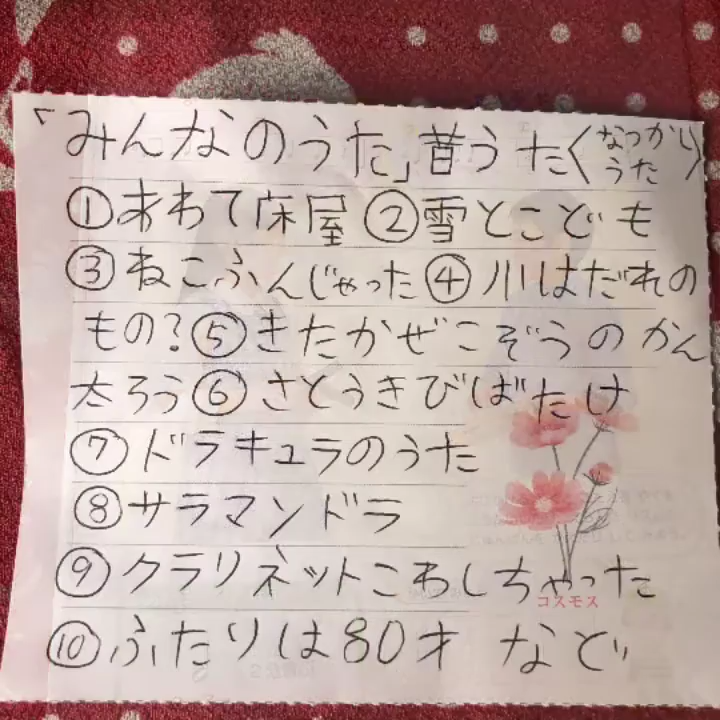 「みんなのうた」昔うた〈なつかしうた〉
①あわて床屋②雪とこども
③ねこふんじゃった④川はだれの
もの?⑤きたかぜこぞうのかん
太ろう⑥さとうきびばたけ
⑦ドラキュラのうた
⑧サラマンドラ
⑨クラリネットこわしちゃった
コスモス
⑩ふたりは80才 など